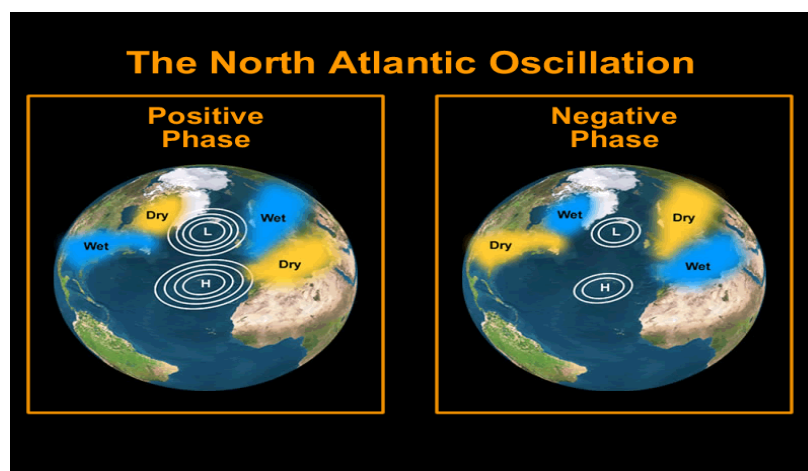 The North Atlantic Oscillation
Positive
Phase
Dry
Wet
L
Wet
Dry
H
Negative
Phase
Wet
Dry
L
Dry
Wet
H